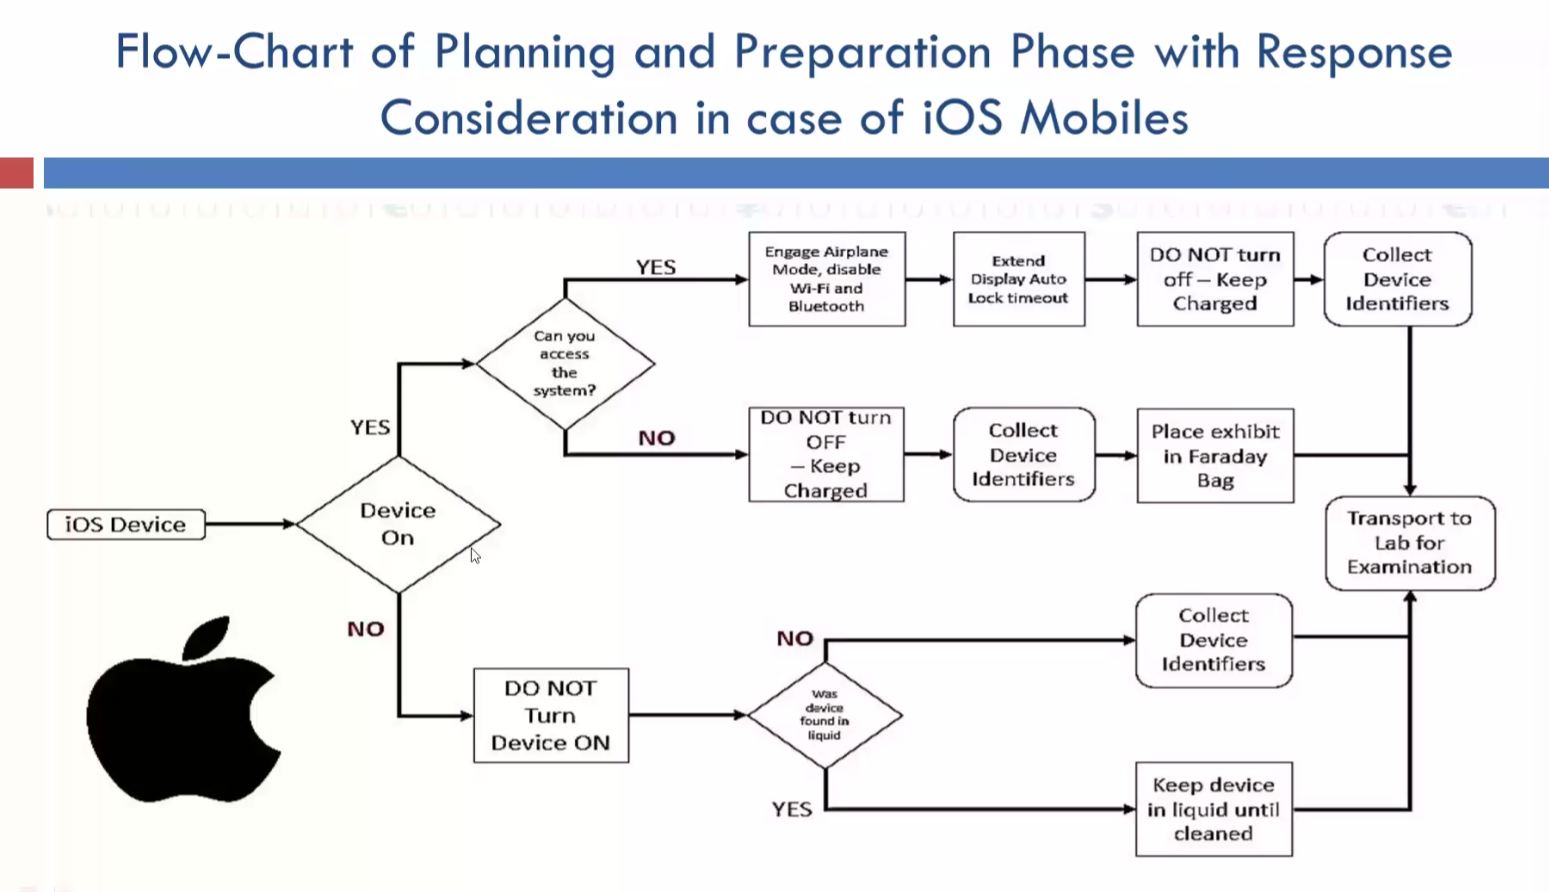 Flow-Chart of Planning and Preparation Phase with Response
Consideration in case of iOS Mobiles
iOS Device
Device
On
YES
NO
Can you
access
the
system?
YES
Engage Airplane
Mode, disable
Wi-Fi and
Bluetooth
Extend
Display Auto
Lock timeout
DO NOT turn
off – Keep
Charged
Collect
Device
Identifiers
NO
DO NOT turn
OFF
– Keep
Charged
Collect
Device
Identifiers
Place exhibit
in Faraday
Bag
Transport to
Lab for
Examination
DO NOT
Turn
Device ON
Was
device
found in
liquid
NO
Collect
Device
Identifiers
YES
Keep device
in liquid until
cleaned